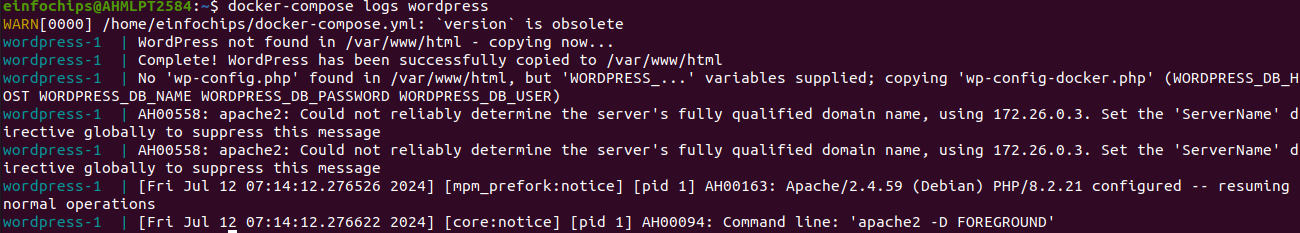 einfochips@AHMLPT2584:~$ docker-compose logs wordpress
WARN[0000] /home/einfochips/docker-compose.yml: `version` is obsolete
wordpress-1  | WordPress not found in /var/www/html - copying now...
wordpress-1  | Complete! WordPress has been successfully copied to /var/www/html
wordpress-1  | No 'wp-config.php' found in /var/www/html, but 'WORDPRESS_...' variables supplied; copying 'wp-config-docker.php' (WORDPRESS_DB_H
OST WORDPRESS_DB_NAME WORDPRESS_DB_PASSWORD WORDPRESS_DB_USER)
wordpress-1  | AH00558: apache2: Could not reliably determine the server's fully qualified domain name, using 172.26.0.3. Set the 'ServerName' d
irective globally to suppress this message
wordpress-1  | AH00558: apache2: Could not reliably determine the server's fully qualified domain name, using 172.26.0.3. Set the 'ServerName' d
irective globally to suppress this message
wordpress-1  | [Fri Jul 12 07:14:12.276526 2024] [mpm_prefork:notice] [pid 1] AH00163: Apache/2.4.59 (Debian) PHP/8.2.21 configured -- resuming
normal operations
wordpress-1  | [Fri Jul 12 07:14:12.276622 2024] [core:notice] [pid 1] AH00094: Command line: 'apache2 -D FOREGROUND'